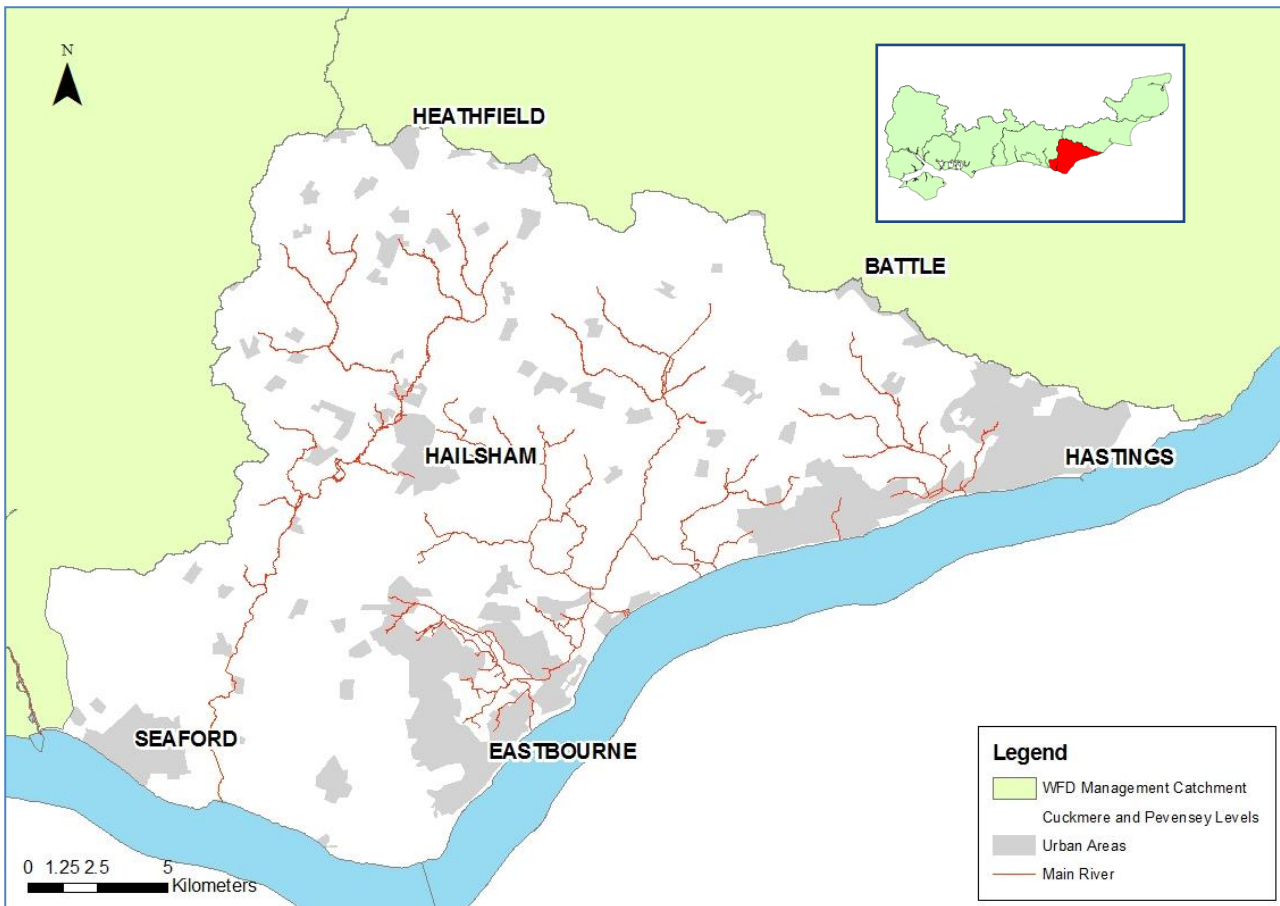 N
HEATHFIELD
BATTLE
HAILSHAM
HASTINGS
SEAFORD
EASTBOURNE
Legend
WFD Management Catchment
Cuckmere and Pevensey Levels
Urban Areas
Main River
0 1.25 2.5 5
Kilometers